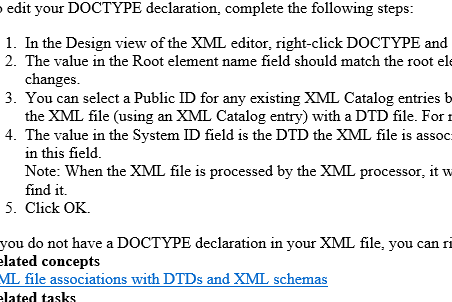 edit your DOCTYPE declaration, complete the following steps:
1. In the Design view of the XML editor, right-click DOCTYPE and
2. The value in the Root element name field should match the root
changes.
3. You can select a Public ID for any existing XML Catalog entries
the XML file (using an XML Catalog entry) with a DTD file. For
4. The value in the System ID field is the DTD the XML file is
in this field.
Note: When the XML file is processed by the XML processor, it
find it.
5. Click OK.
you do not have a DOCTYPE declaration in your XML file, you can
elated concepts
ML file associations with DTDs and XML schemas
elated tasks